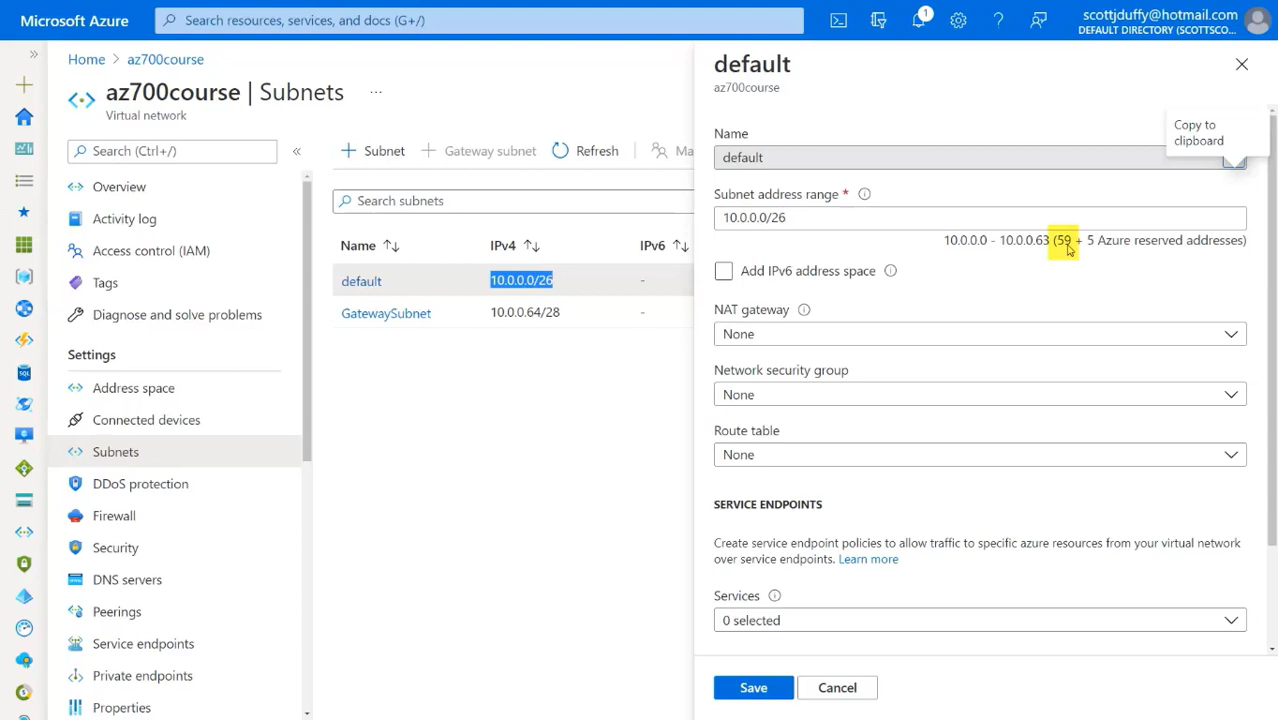 Microsoft Azure
Search resources, services, and docs (G+/)
1
scottjduffy@hotmail.com
DEFAULT DIRECTORY (SCOTTSCO...
Home > az700course
az700course | Subnets ...
Virtual network
Search (Ctrl+/)
Overview
Activity log
Access control (IAM)
Tags
Diagnose and solve problems
Settings
Address space
Connected devices
Subnets
DDoS protection
Firewall
Security
DNS servers
Peerings
Service endpoints
Private endpoints
Properties
+ Subnet + Gateway subnet Refresh Ma
Search subnets
Name IPv4 IPv6
default 10.0.0.0/26 -
GatewaySubnet 10.0.0.64/28 -
default
az700course
Copy to
clipboard
Name
default
Subnet address range *
10.0.0.0/26
10.0.0.0 - 10.0.0.63 (59 + 5 Azure reserved addresses)
Add IPv6 address space
NAT gateway
None
Network security group
None
Route table
None
SERVICE ENDPOINTS
Create service endpoint policies to allow traffic to specific azure resources from your virtual network
over service endpoints. Learn more
Services
0 selected
Save Cancel